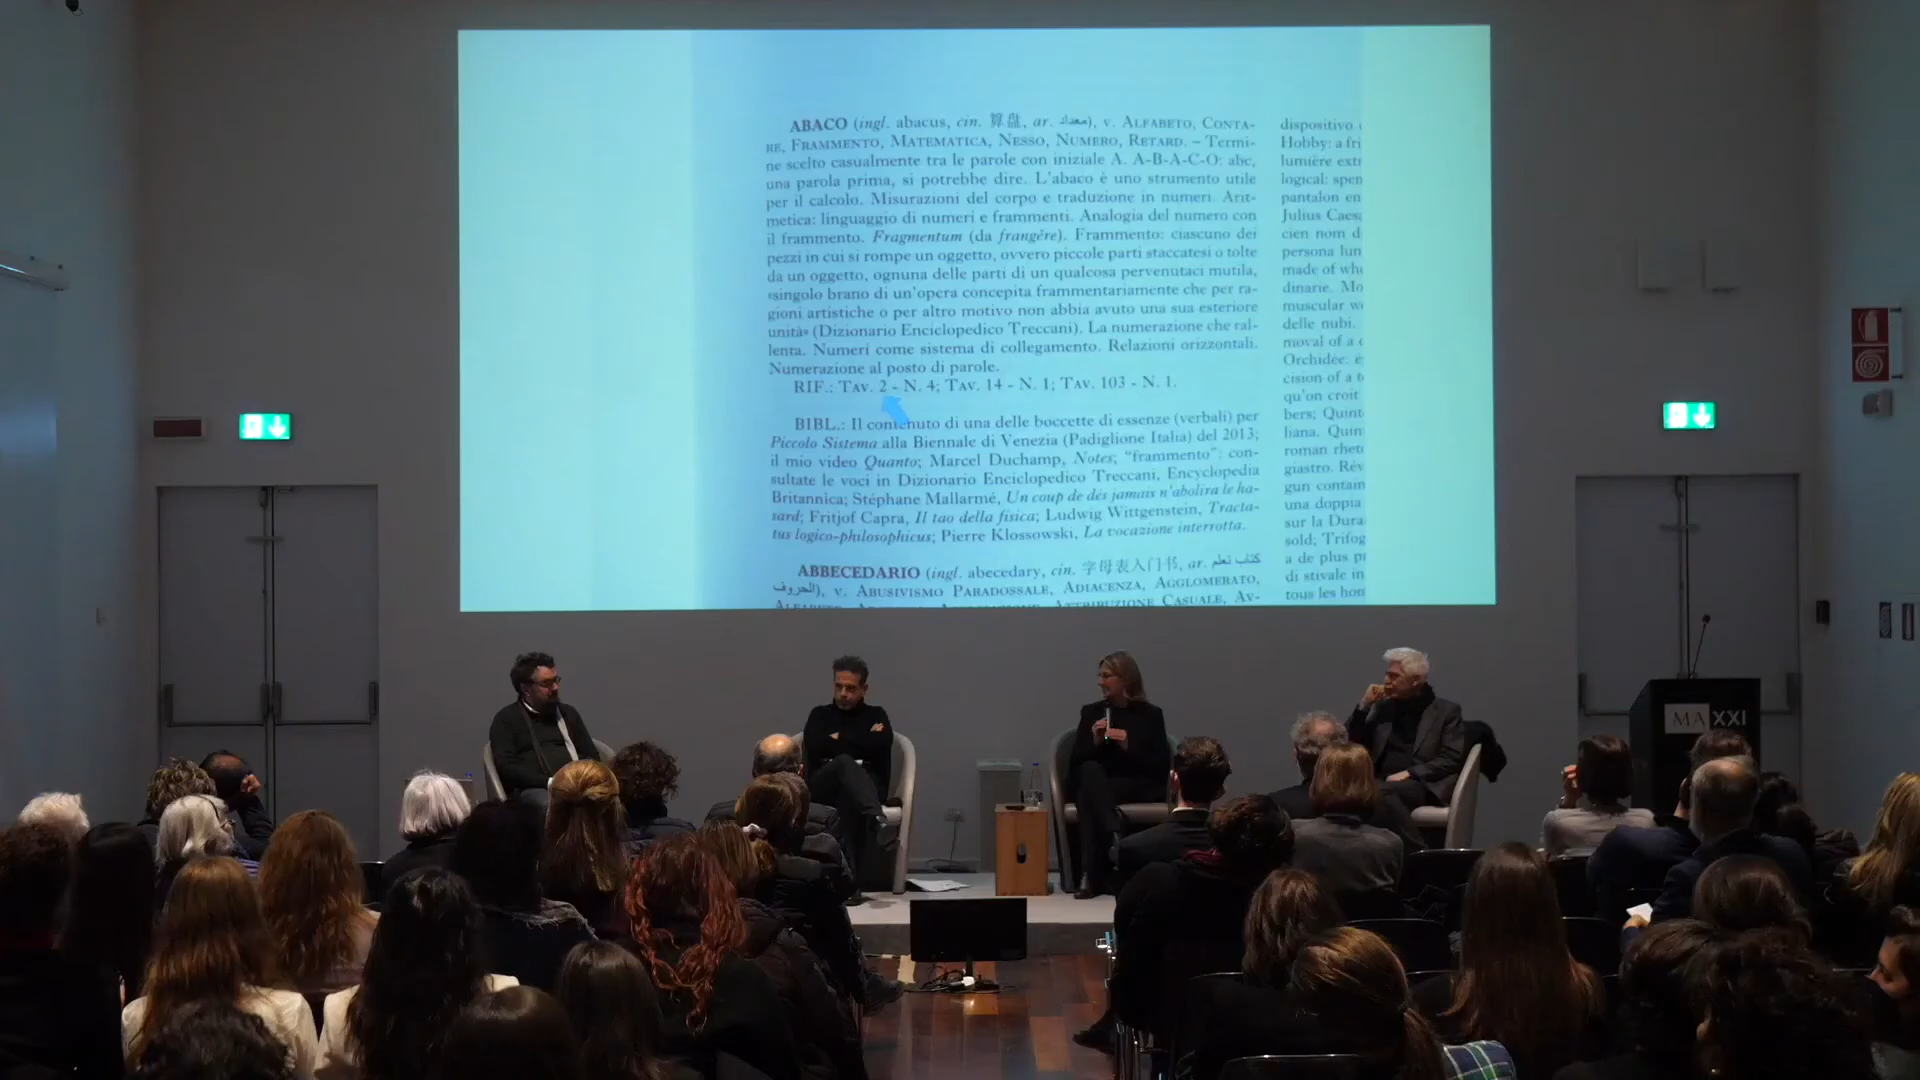 ABACO (ingl. abacus, cin. 算盘, ar. معداد), v. ALFABETO, CONTA-
RE, FRAMMENTO, MATEMATICA, NESSO, NUMERO, RETARD. – Termi-
ne scelto casualmente tra le parole con iniziale A. A-B-A-C-O: abc,
una parola prima, si potrebbe dire. L'abaco è uno strumento utile
per il calcolo. Misurazioni del corpo e traduzione in numeri. Arit-
metica: linguaggio di numeri e frammenti. Analogia del numero con
il frammento. Fragmentum (da frangĕre). Frammento: ciascuno dei
pezzi in cui si rompe un oggetto, ovvero piccole parti staccatesi o tolte
da un oggetto, ognuna delle parti di un qualcosa pervenutaci mutila,
«singolo brano di un'opera concepita frammentariamente che per ra-
gioni artistiche o per altro motivo non abbia avuto una sua esteriore
unità» (Dizionario Enciclopedico Treccani). La numerazione che ral-
lenta. Numeri come sistema di collegamento. Relazioni orizzontali.
Numerazione al posto di parole.
RIF.: TAV. 2 - N. 4; TAV. 14 - N. 1; TAV. 103 - N. 1.
BIBL.: Il contenuto di una delle boccette di essenze (verbali) per
Piccolo Sistema alla Biennale di Venezia (Padiglione Italia) del 2013;
il mio video Quanto; Marcel Duchamp, Notes; "frammento": con-
sultate le voci in Dizionario Enciclopedico Treccani, Encyclopedia
Britannica; Stéphane Mallarmé, Un coup de dés jamais n'abolira le ha-
sard; Fritjof Capra, Il tao della fisica; Ludwig Wittgenstein, Tracta-
tus logico-philosophicus; Pierre Klossowski, La vocazione interrotta.
ABBECEDARIO (ingl. abecedary, cin. 字母表入门书, ar. كتاب تعلم
الحروف), v. ABUSIVISMO PARADOSSALE, ADIACENZA, AGGLOMERATO,
ATTRIBUZIONE CASUALE, AV-
dispositivo
Hobby: a fri
lumière ext
logical: spen
pantalon en
Julius Caes
cien nom d
persona lun
made of wh
dinarie. Mo
muscular w
delle nubi.
moval of a
Orchidée: é
cision of a t
qu'on croit
bers; Quint
liana. Quin
roman rhet
giastro. Rév
gun contam
una doppia
sur la Dura
sold; Trifog
a de plus p
di stivale in
tous les hom
MAXXI